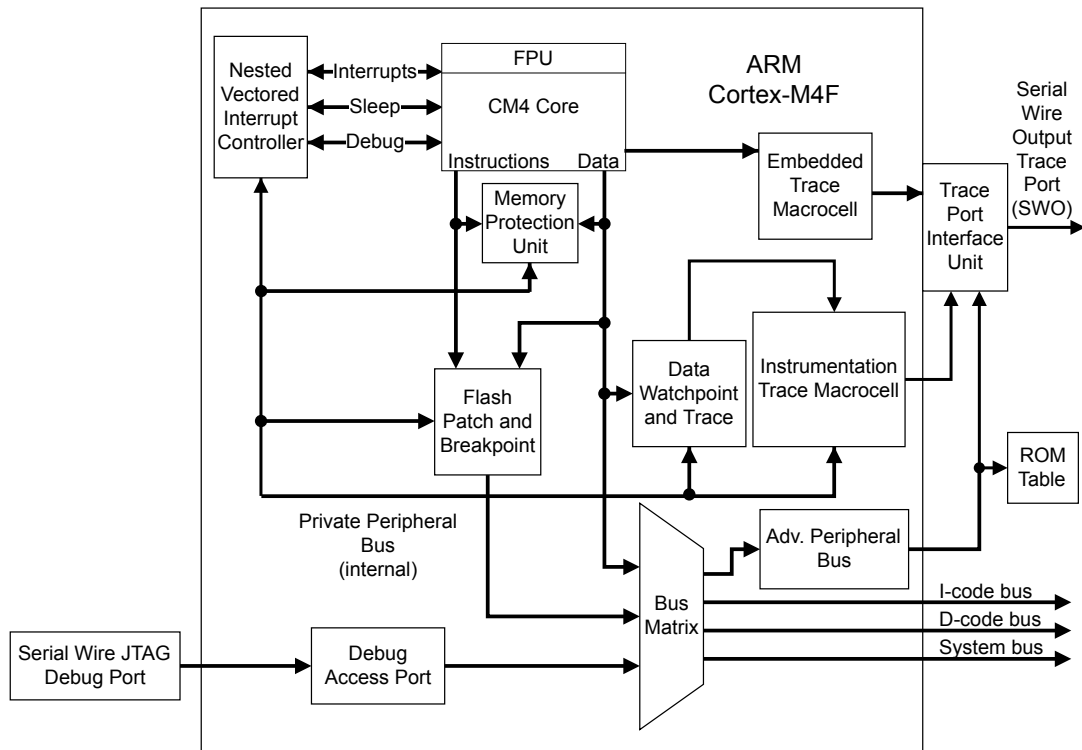 FPU
ARM
Cortex-M4F
Nested
Vectored
Interrupt
Controller
Interrupts
Sleep
Debug
CM4 Core
Instructions
Data
Serial
Wire
Output
Trace
Port
(SWO)
Embedded
Trace
Macrocell
Trace
Port
Interface
Unit
Memory
Protection
Unit
Flash
Patch and
Breakpoint
Data
Watchpoint
and Trace
Instrumentation
Trace Macrocell
ROM
Table
Private Peripheral
Bus
(internal)
Adv. Peripheral
Bus
Bus
Matrix
I-code bus
D-code bus
System bus
Serial Wire JTAG
Debug Port
Debug
Access Port